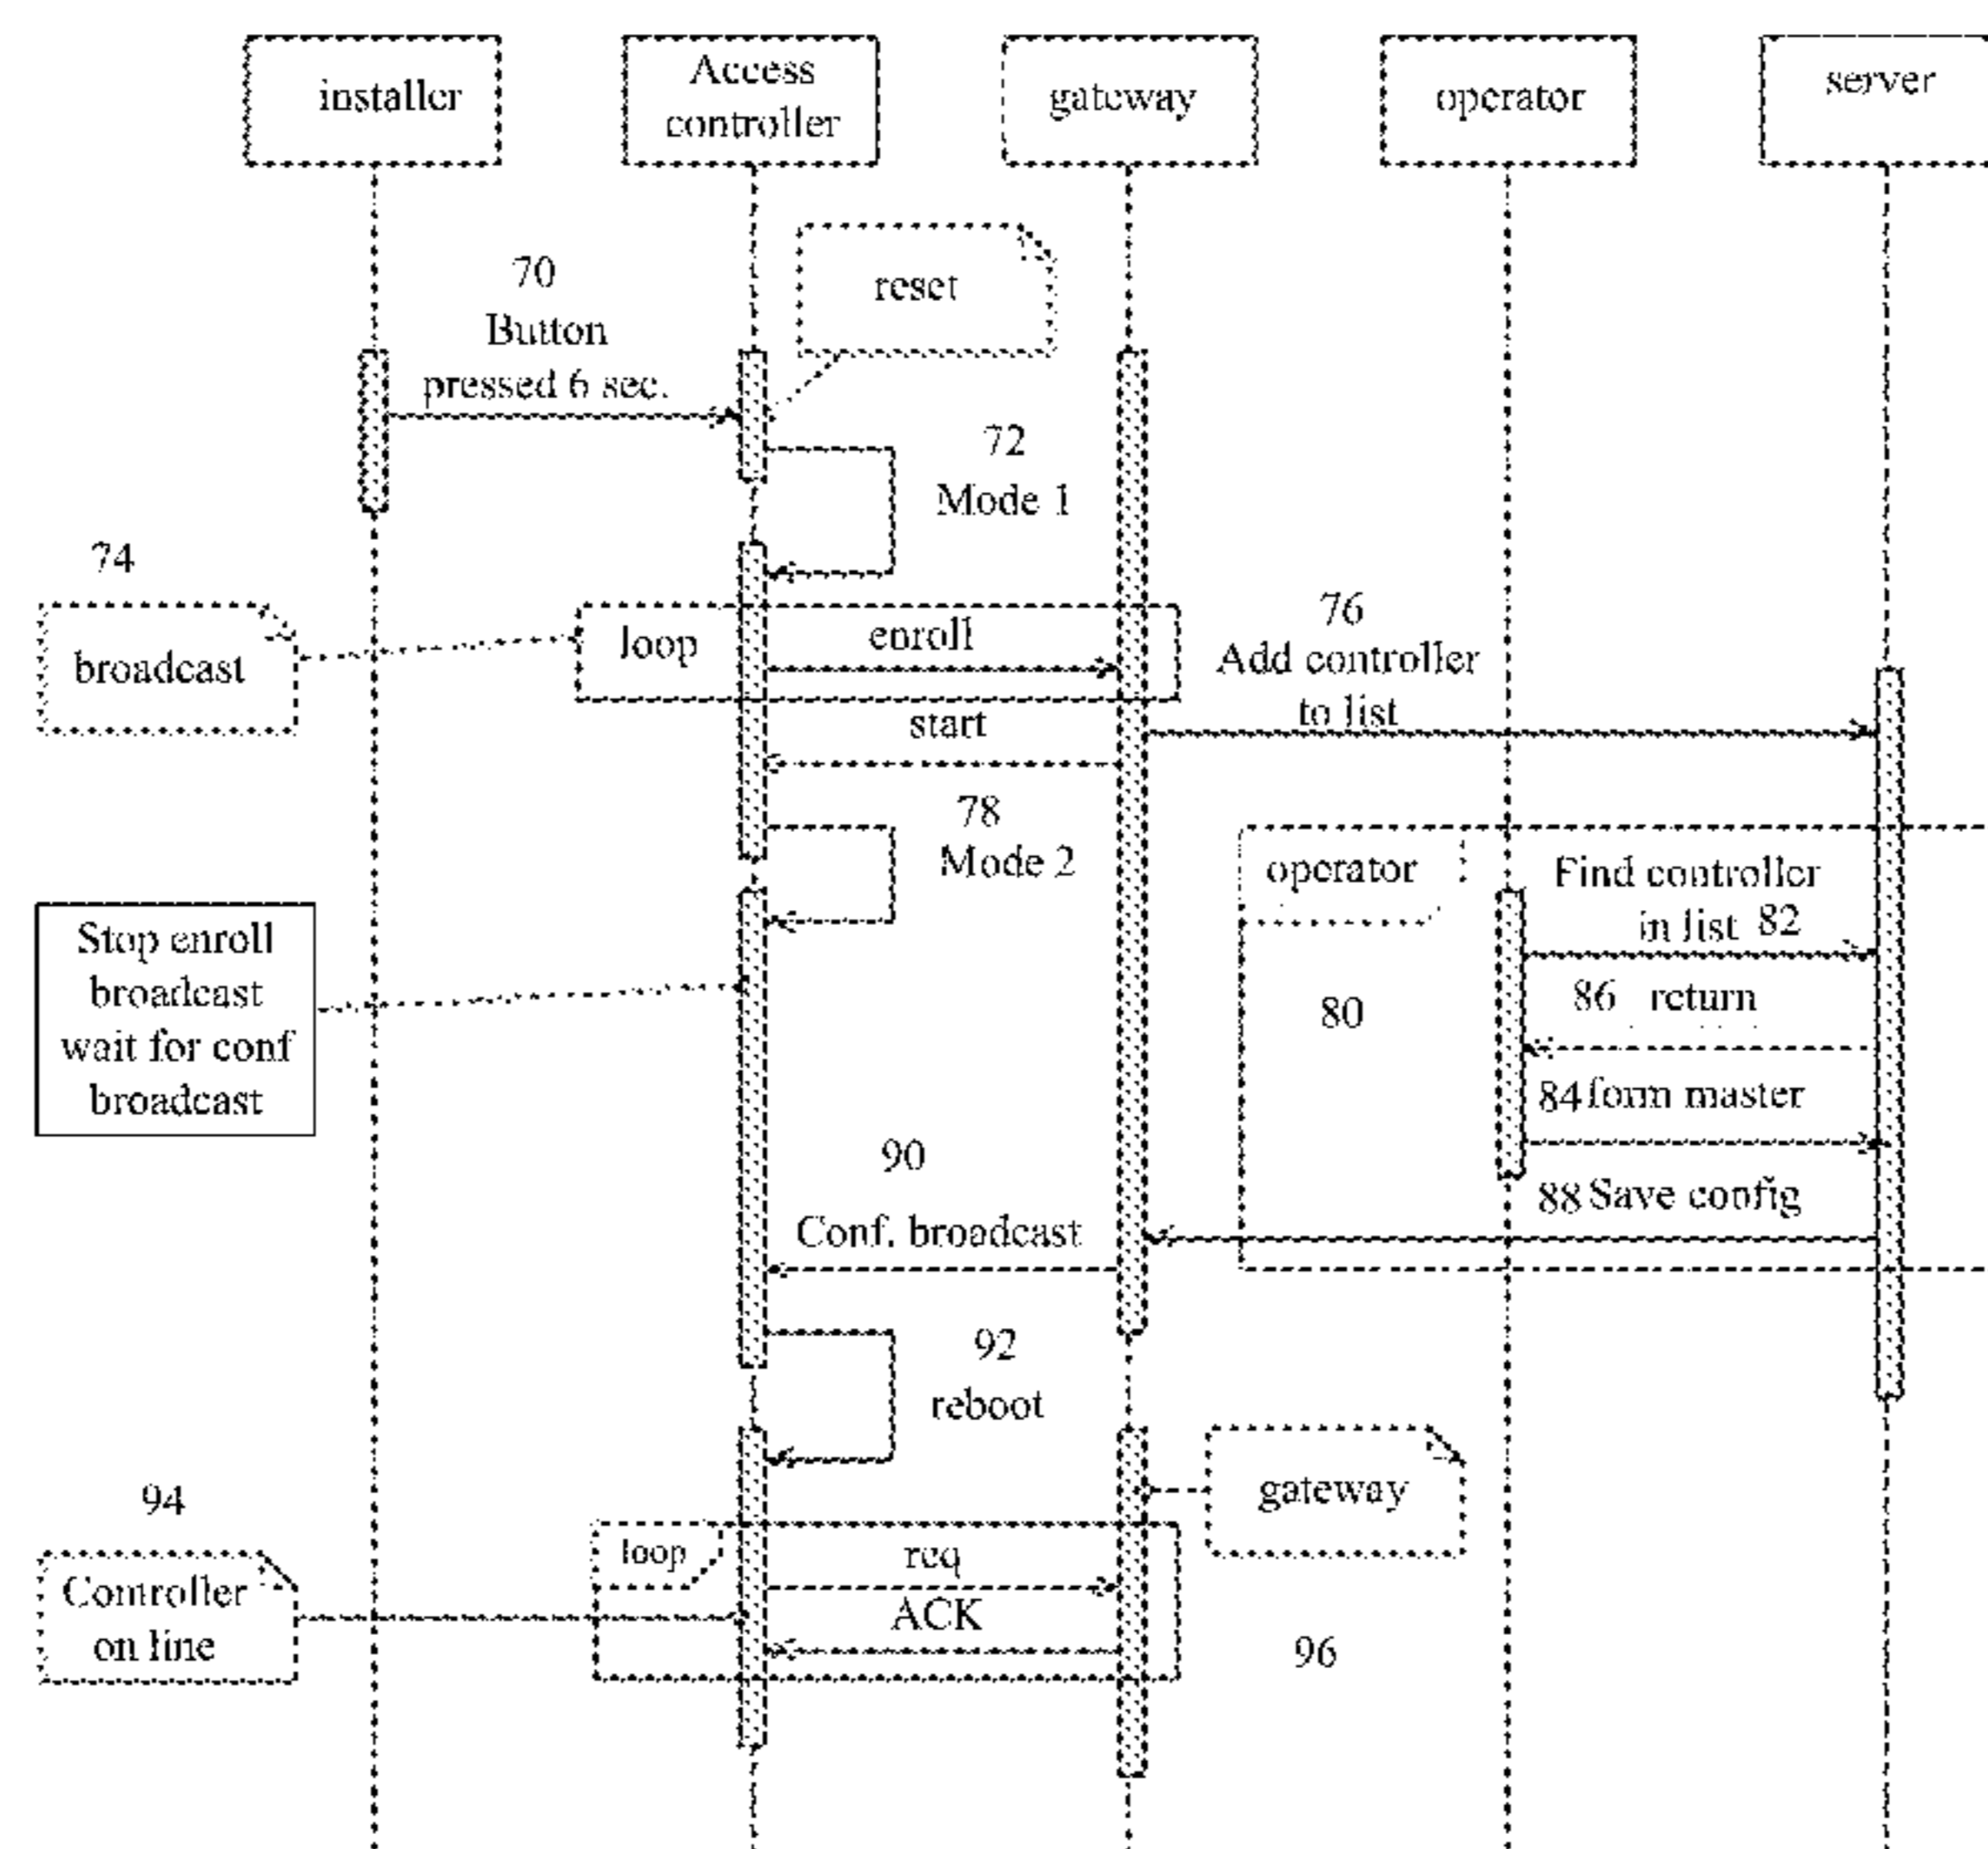 installer
Access
controller
gateway
operator
server
reset
70
Button
pressed 6 sec.
72
Mode 1
74
broadcast
loop
enroll
76
Add controller
to list
start
78
Mode 2
operator
Find controller
in list 82
Stop enroll
broadcast
wait for conf
broadcast
80
86 return
84 form master
90
88 Save config
Conf. broadcast
92
reboot
gateway
94
loop
req
Controller
on line
ACK
96